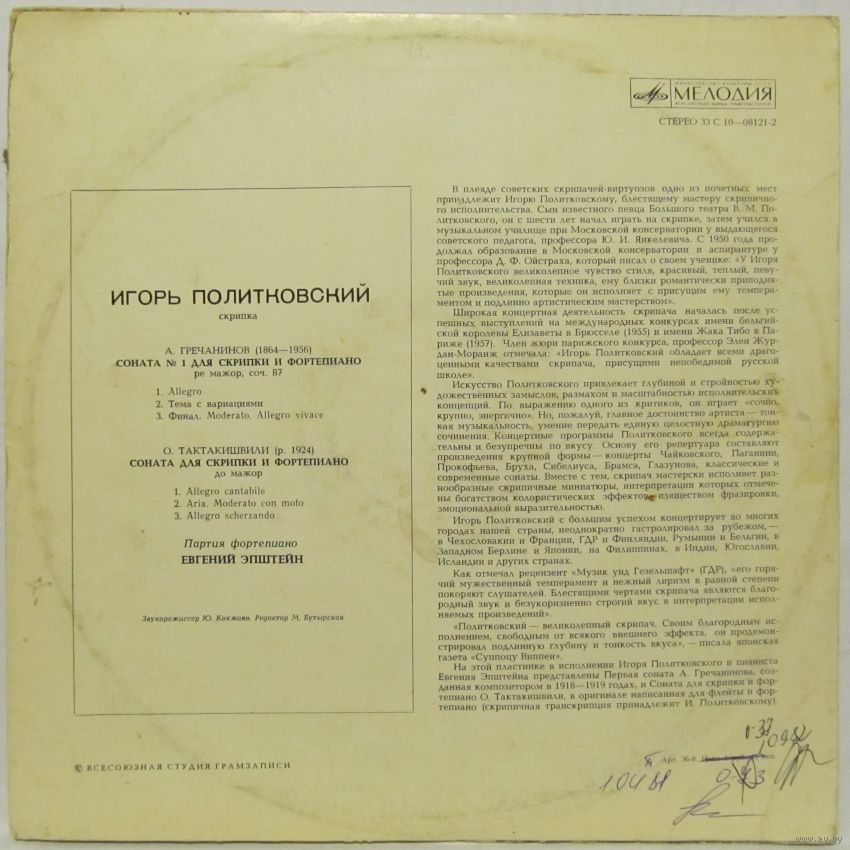 42
МИНИСТЕРСТВО КУЛЬТУРЫ СССР
МЕЛОДИЯ
ВСЕСОЮЗНАЯ ФИРМА ГРАМПЛАСТИНОК
СТЕРЕО 33 С 10—08121-2
ИГОРЬ ПОЛИТКОВСКИЙ
скрипка
А. ГРЕЧАНИНОВ (1864—1956)
СОНАТА № 1 ДЛЯ СКРИПКИ И ФОРТЕПИАНО
ре мажор, соч. 87
1. Allegro
2. Тема с вариациями
3. Финал. Moderato. Allegro vivace
О. ТАКТАКИШВИЛИ (р. 1924)
СОНАТА ДЛЯ СКРИПКИ И ФОРТЕПИАНО
до мажор
1. Allegro cantabile
2. Aria. Moderato con moto
3. Allegro scherzando
Партия фортепиано
ЕВГЕНИЙ ЭПШТЕЙН
Звукорежиссер Ю. Кокжаян. Редактор М. Бутырская
В плеяде советских скрипачей-виртуозов одно из почетных мест
принадлежит Игорю Политковскому, блестящему мастеру скрипично-
го исполнительства. Сын известного певца Большого театра В. М. По-
литковского, он с шести лет начал играть на скрипке, затем учился в
музыкальном училище при Московской консерватории у выдающегося
советского педагога, профессора Ю. И. Янкелевича. С 1950 года про-
должал образование в Московской консерватории и аспирантуре у
профессора Д. Ф. Ойстраха, который писал о своем ученике: «У Игоря
Политковского великолепное чувство стиля, красивый, теплый, певу-
чий звук, великолепная техника, ему близки романтически приподня-
тые произведения, которые он исполняет с присущим ему темпера-
ментом и подлинно артистическим мастерством».
Широкая концертная деятельность скрипача началась после ус-
пешных выступлений на международных конкурсах имени бельгий-
ской королевы Елизаветы в Брюсселе (1955) и имени Жака Тибо в Па-
риже (1957). Член жюри парижского конкурса, профессор Элен Жур-
дан-Моранж отмечала: «Игорь Политковский обладает всеми драго-
ценными качествами скрипача, присущими непобедимой русской
школе».
Искусство Политковского привлекает глубиной и стройностью ху-
дожественных замыслов, размахом и масштабностью исполнительских
концепций. По выражению одного из критиков, он играет «сочно,
крупно, энергично». Но, пожалуй, главное достоинство артиста — тон-
кая музыкальность, умение передать единую целостную драматургию
сочинения. Концертные программы Политковского всегда содержа-
тельны и безупречны по вкусу. Основу его репертуара составляют
произведения крупной формы — концерты Чайковского, Паганини,
Прокофьева, Бруха, Сибелиуса, Брамса, Глазунова, классические и
современные сонаты. Вместе с тем, скрипач мастерски исполняет раз-
нообразные скрипичные миниатюры, интерпретации которых отмече-
ны богатством колористических эффектов, изяществом фразировки,
эмоциональной выразительностью.
Игорь Политковский с большим успехом концертирует во многих
городах нашей страны, неоднократно гастролировал за рубежом, —
в Чехословакии и Франции, ГДР и Финляндии, Румынии и Бельгии, в
Западном Берлине и Японии, на Филиппинах, в Индии, Югославии,
Исландии и других странах.
Как отмечал рецензент «Музик унд Гезельшафт» (ГДР), «его горя-
чий мужественный темперамент и нежный лиризм в равной степени
покоряют слушателей. Блестящими чертами скрипача являются благо-
родный звук и безукоризненно строгий вкус в интерпретации испол-
няемых произведений».
«Политковский — великолепный скрипач. Своим благородным ис-
полнением, свободным от всякого внешнего эффекта, он продемон-
стрировал подлинную глубину и тонкость вкуса», — писала японская
газета «Суппоцу Виппеи».
На этой пластинке в исполнении Игоря Политковского и пианиста
Евгения Эпштейна представлены Первая соната А. Гречанинова, соз-
данная композитором в 1918—1919 годах, и Соната для скрипки и фор-
тепиано О. Тактакишвили, в оригинале написанная для флейты и фор-
тепиано (скрипичная транскрипция принадлежит И. Политковскому).
Арт. 36-8.
© ВСЕСОЮЗНАЯ СТУДИЯ ГРАМЗАПИСИ
www.av.by